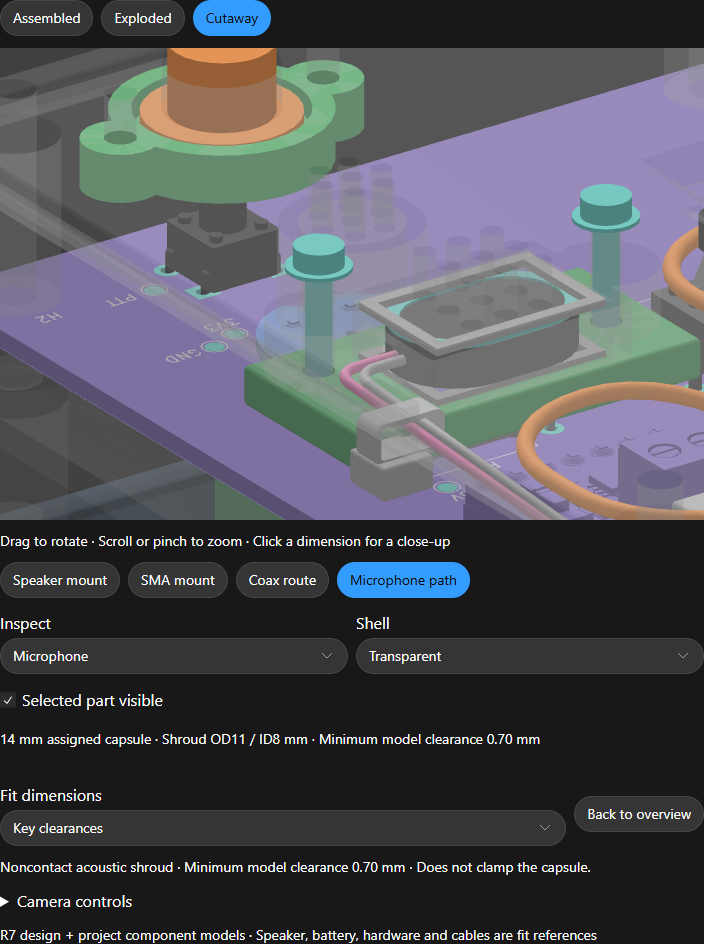 Assembled Exploded Cutaway
H2
PTT
3V3
GND
Drag to rotate · Scroll or pinch to zoom · Click a dimension for a close-up
Speaker mount SMA mount Coax route Microphone path
Inspect Shell
Microphone Transparent
Selected part visible
14 mm assigned capsule · Shroud OD11 / ID8 mm · Minimum model clearance 0.70 mm
Fit dimensions
Key clearances Back to overview
Noncontact acoustic shroud · Minimum model clearance 0.70 mm · Does not clamp the capsule.
Camera controls
R7 design + project component models · Speaker, battery, hardware and cables are fit references